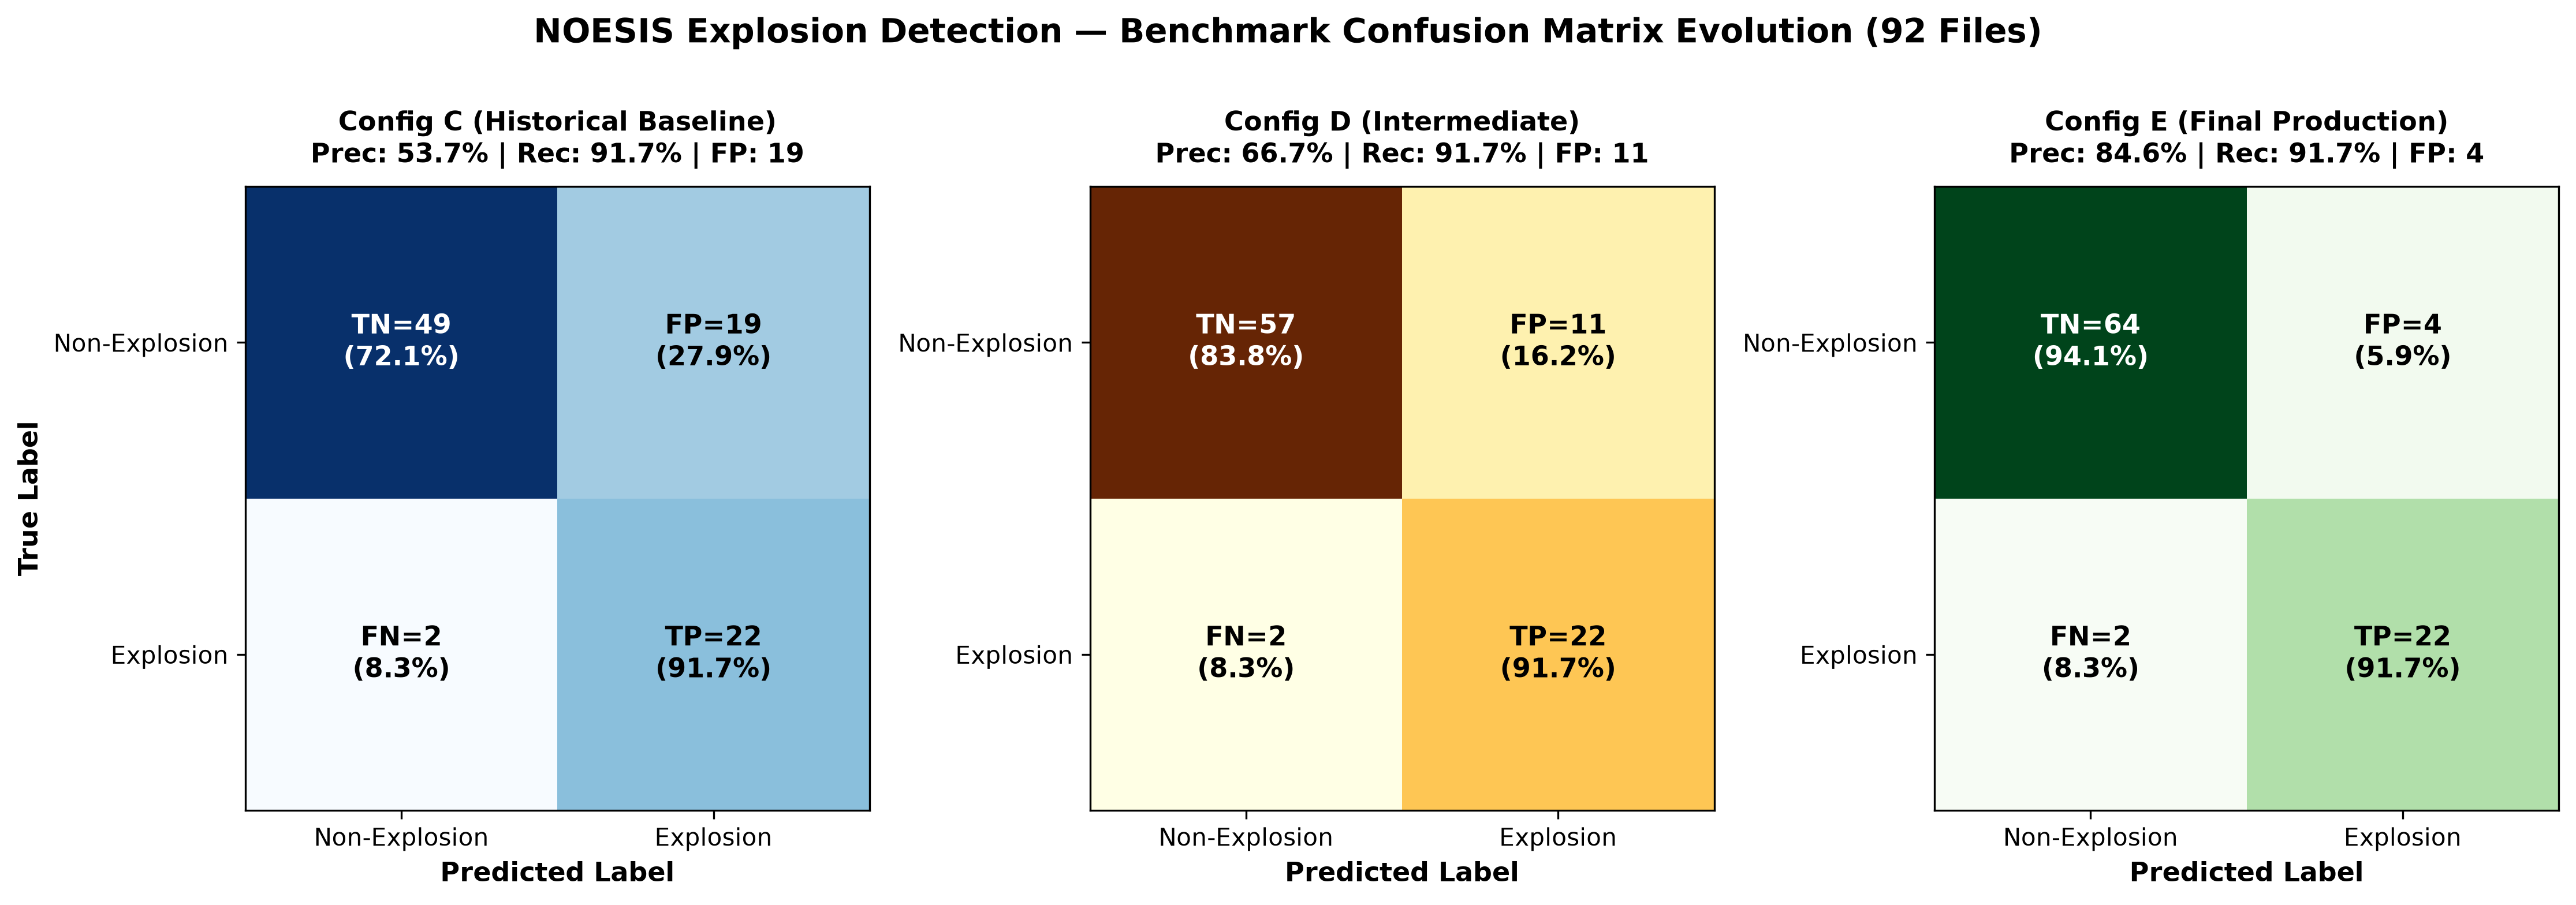 NOESIS Explosion Detection — Benchmark Confusion Matrix Evolution (92 Files)
Config C (Historical Baseline)
Prec: 53.7% | Rec: 91.7% | FP: 19
True Label
Non-Explosion
TN=49
(72.1%)
FP=19
(27.9%)
Explosion
FN=2
(8.3%)
TP=22
(91.7%)
Non-Explosion
Explosion
Predicted Label
Config D (Intermediate)
Prec: 66.7% | Rec: 91.7% | FP: 11
Non-Explosion
TN=57
(83.8%)
FP=11
(16.2%)
Explosion
FN=2
(8.3%)
TP=22
(91.7%)
Non-Explosion
Explosion
Predicted Label
Config E (Final Production)
Prec: 84.6% | Rec: 91.7% | FP: 4
Non-Explosion
TN=64
(94.1%)
FP=4
(5.9%)
Explosion
FN=2
(8.3%)
TP=22
(91.7%)
Non-Explosion
Explosion
Predicted Label